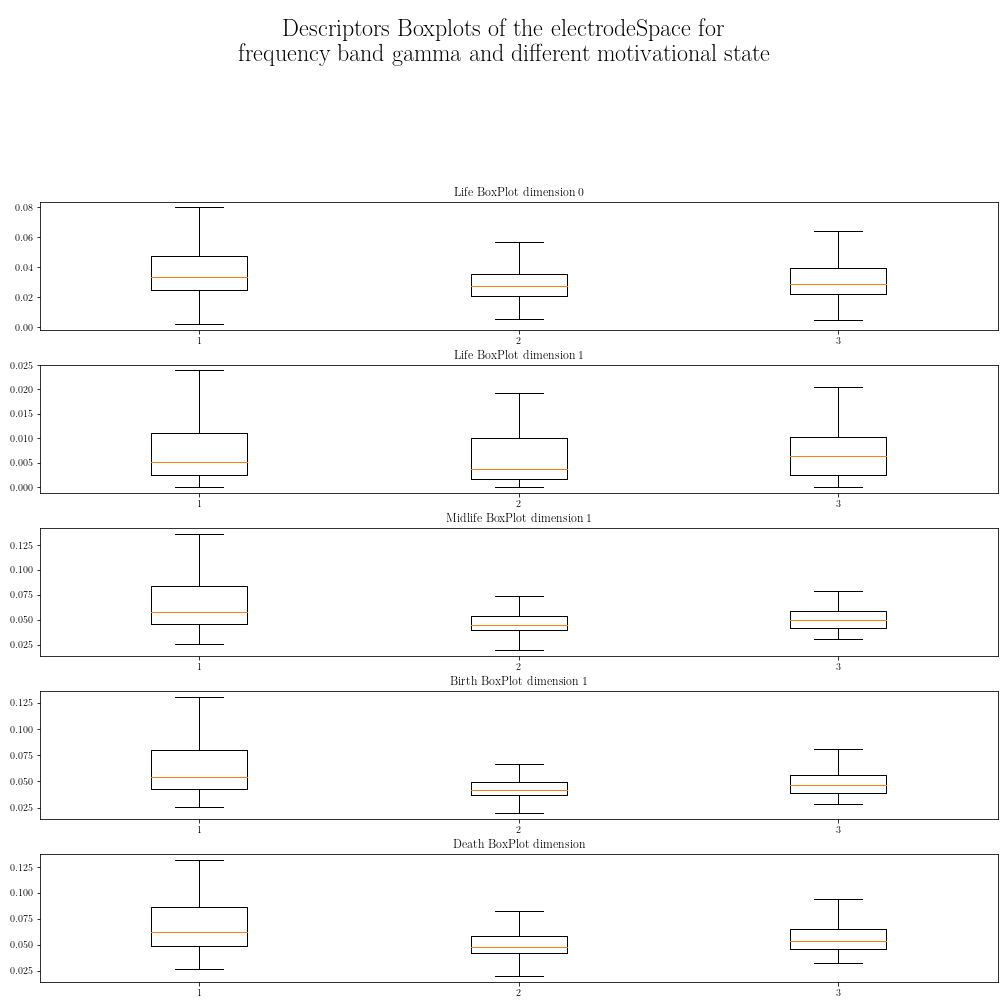 Descriptors Boxplots of the electrodeSpace for
frequency band gamma and different motivational state
Life BoxPlot dimension 0
0.08
0.06
0.04
0.02
0.00
1 2 3
Life BoxPlot dimension 1
0.025
0.020
0.015
0.010
0.005
0.000
1 2 3
Midlife BoxPlot dimension 1
0.125
0.100
0.075
0.050
0.025
1 2 3
Birth BoxPlot dimension 1
0.125
0.100
0.075
0.050
0.025
1 2 3
Death BoxPlot dimension
0.125
0.100
0.075
0.050
0.025
1 2 3